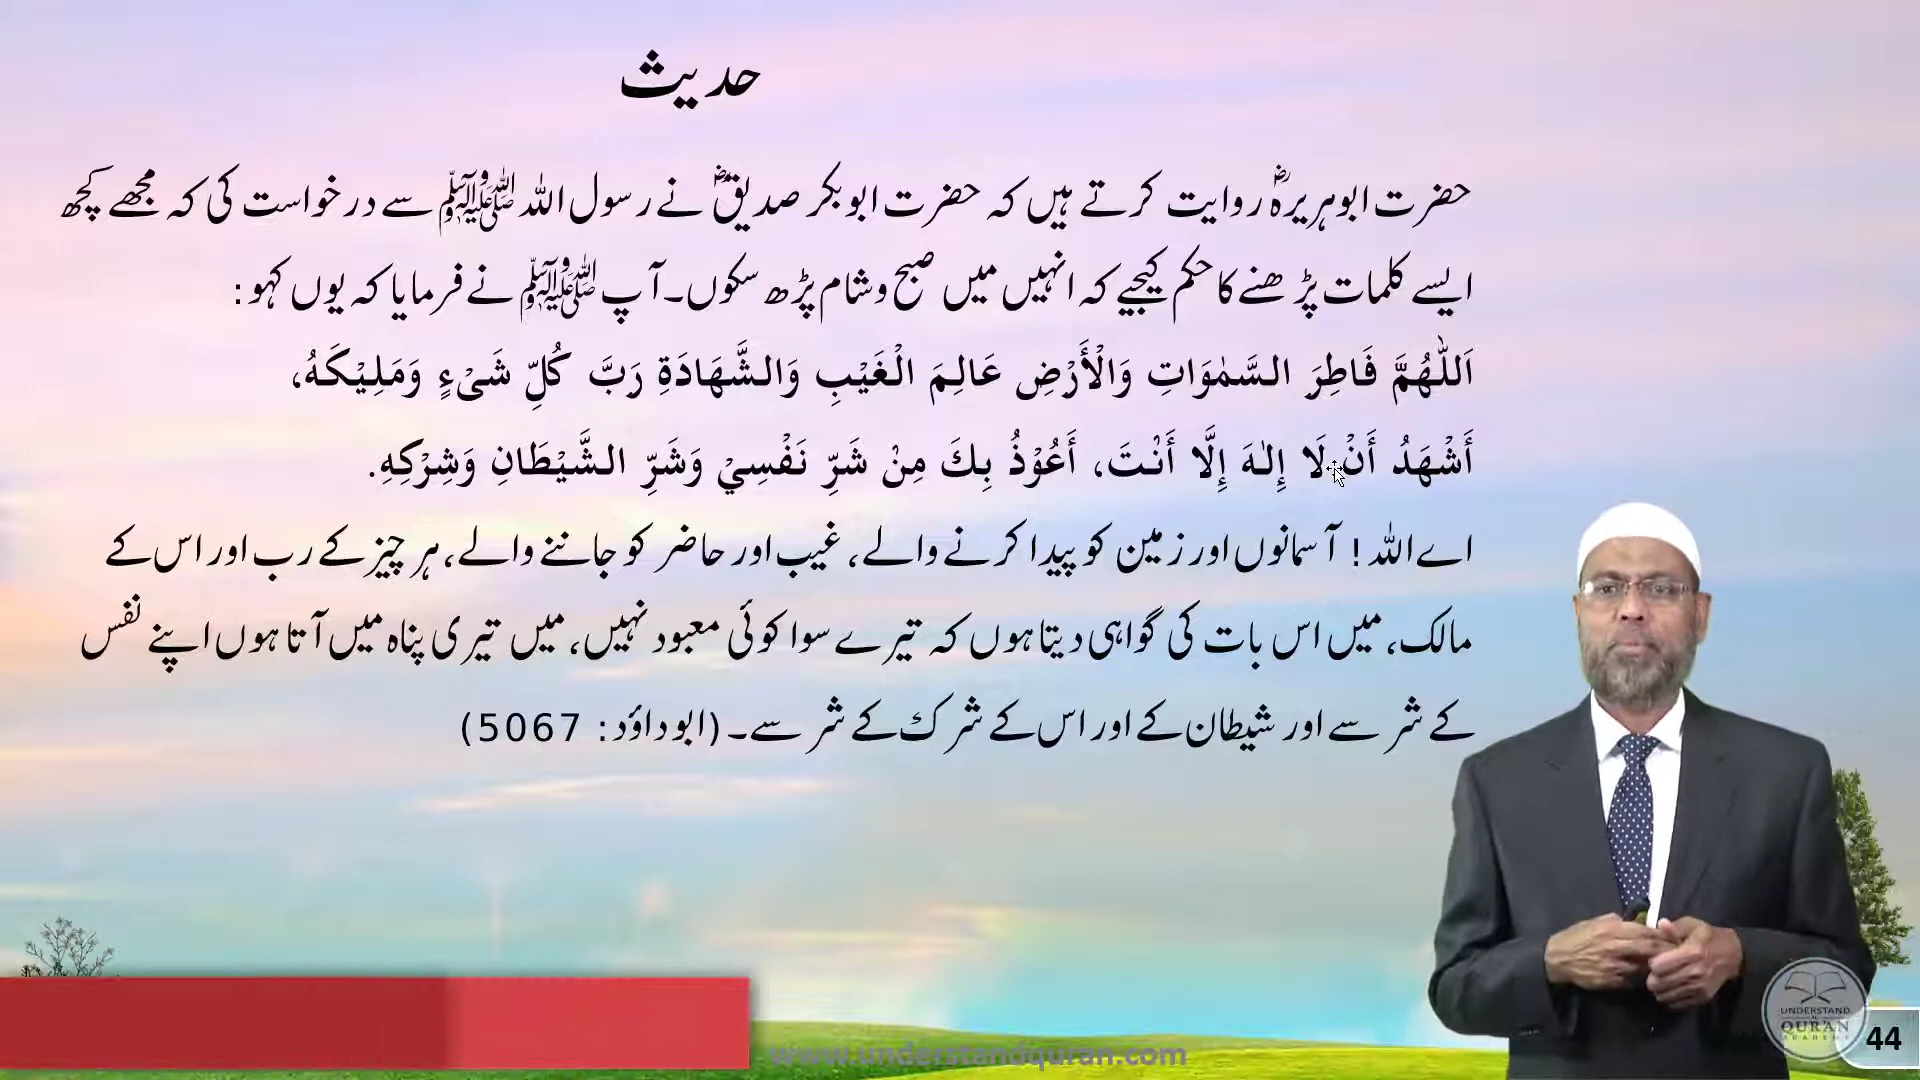 حدیث
حضرت ابوہریرہؓ روایت کرتے ہیں کہ حضرت ابوبکر صدیقؓ نے رسول اللہ ﷺ سے درخواست کی کہ مجھے کچھ
ایسے کلمات پڑھنے کا حکم کیجیے کہ انہیں میں صبح وشام پڑھ سکوں۔ آپ ﷺ نے فرمایا کہ یوں کہو:
اَللّٰهُمَّ فَاطِرَ السَّمٰوَاتِ وَالْأَرْضِ عَالِمَ الْغَيْبِ وَالشَّهَادَةِ رَبَّ كُلِّ شَىْءٍ وَمَلِيْكَهُ،
أَشْهَدُ أَنْ لَا إِلٰهَ إِلَّا أَنْتَ، أَعُوْذُ بِكَ مِنْ شَرِّ نَفْسِيْ وَشَرِّ الشَّيْطَانِ وَشِرْكِهِ.
اے اللہ! آسمانوں اور زمین کو پیدا کرنے والے، غیب اور حاضر کو جاننے والے، ہر چیز کے رب اور اس کے
مالک، میں اس بات کی گواہی دیتا ہوں کہ تیرے سوا کوئی معبود نہیں، میں تیری پناہ میں آتا ہوں اپنے نفس
کے شر سے اور شیطان کے اور اس کے شرک کے شر سے۔ (ابوداؤد: 5067)
UNDERSTAND
QURAN
ACADEMY
44
www.understandquran.com